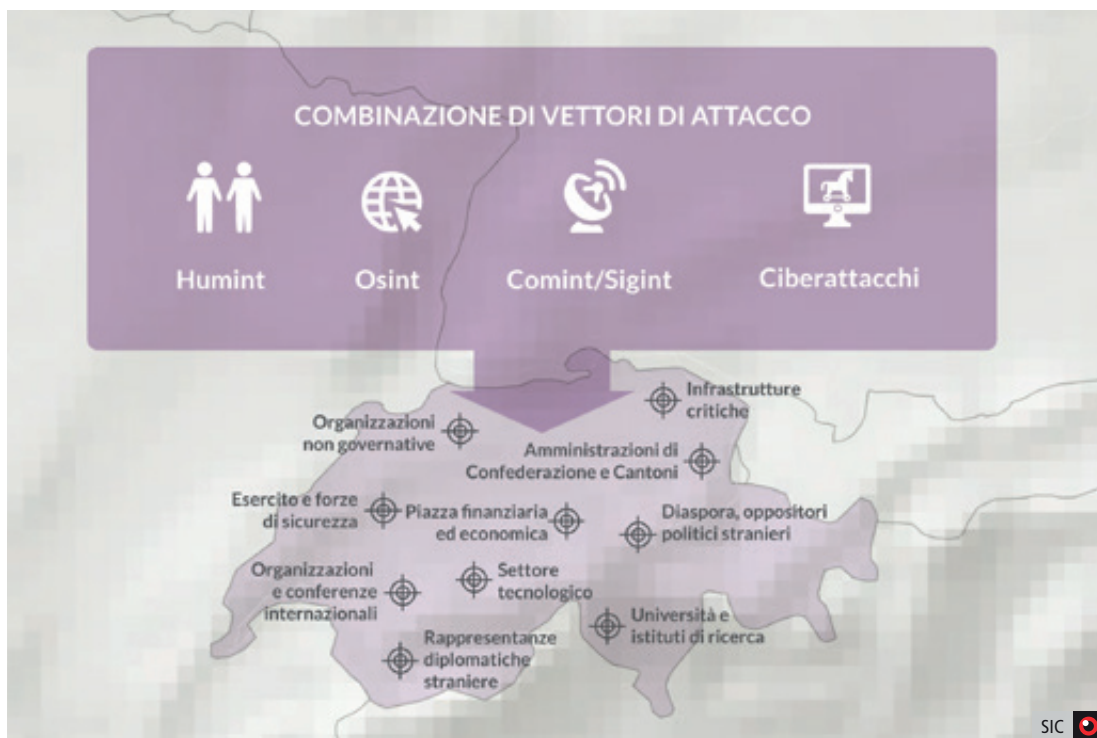 COMBINAZIONE DI VETTORI DI ATTACCO
Humint
Osint
Comint/Sigint
Ciberattacchi
Infrastrutture
critiche
Organizzazioni
non governative
Amministrazioni di
Confederazione e Cantoni
Esercito e forze
di sicurezza
Piazza finanziaria
ed economica
Diaspora, oppositori
politici stranieri
Organizzazioni
e conferenze
internazionali
Settore
tecnologico
Università e
istituti di ricerca
Rappresentanze
diplomatiche
straniere
SIC